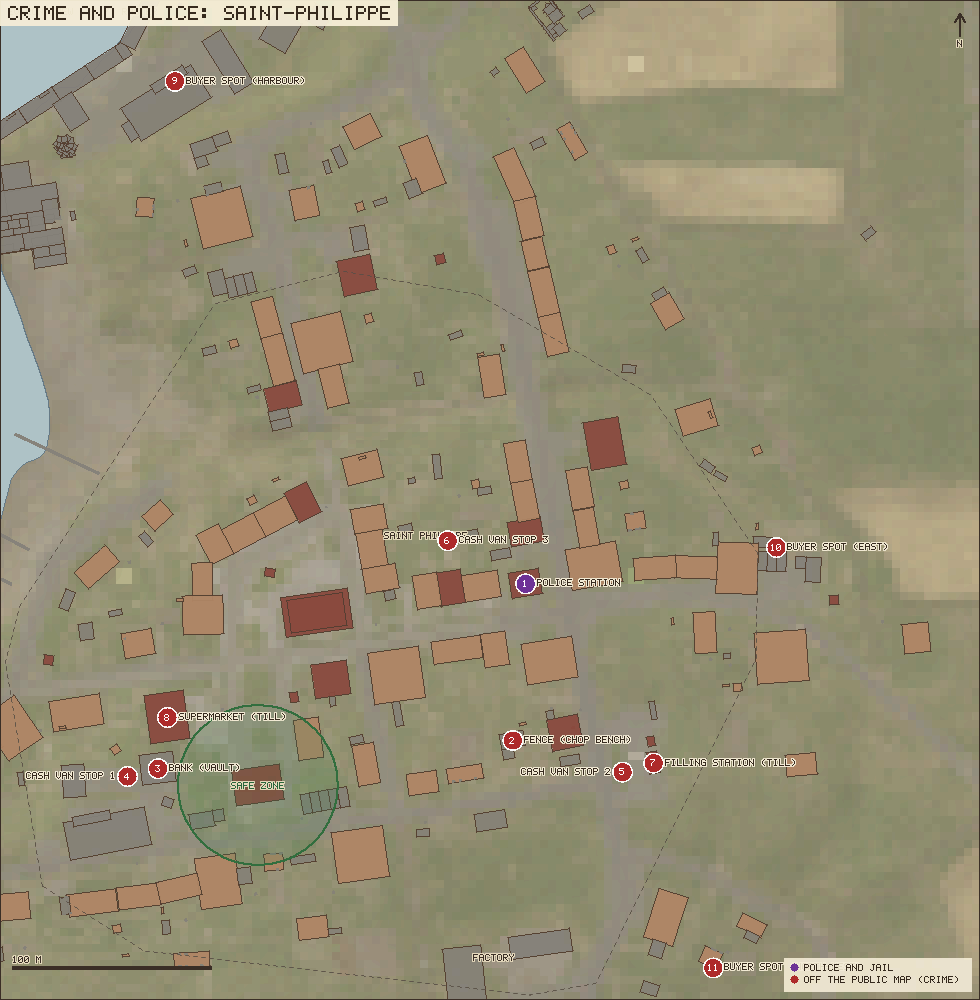 CRIME AND POLICE: SAINT-PHILIPPE
N
9 BUYER SPOT (HARBOUR)
SAINT PHILIPPE
6 CASH VAN STOP 3
10 BUYER SPOT (EAST)
1 POLICE STATION
8 SUPERMARKET (TILL)
2 FENCE (CHOP BENCH)
CASH VAN STOP 1 4
3 BANK (VAULT)
SAFE ZONE
CASH VAN STOP 2 5
7 FILLING STATION (TILL)
FACTORY
100 M
11 BUYER SPOT
POLICE AND JAIL
OFF THE PUBLIC MAP (CRIME)